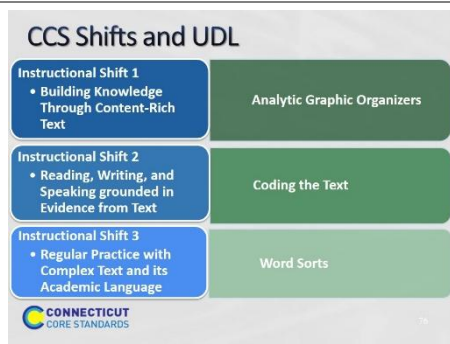 CCS Shifts and UDL
Instructional Shift 1
• Building Knowledge
Through Content-Rich
Text
Analytic Graphic Organizers
Instructional Shift 2
• Reading, Writing, and
Speaking grounded in
Evidence from Text
Coding the Text
Instructional Shift 3
• Regular Practice with
Complex Text and its
Academic Language
Word Sorts
CONNECTICUT
CORE STANDARDS